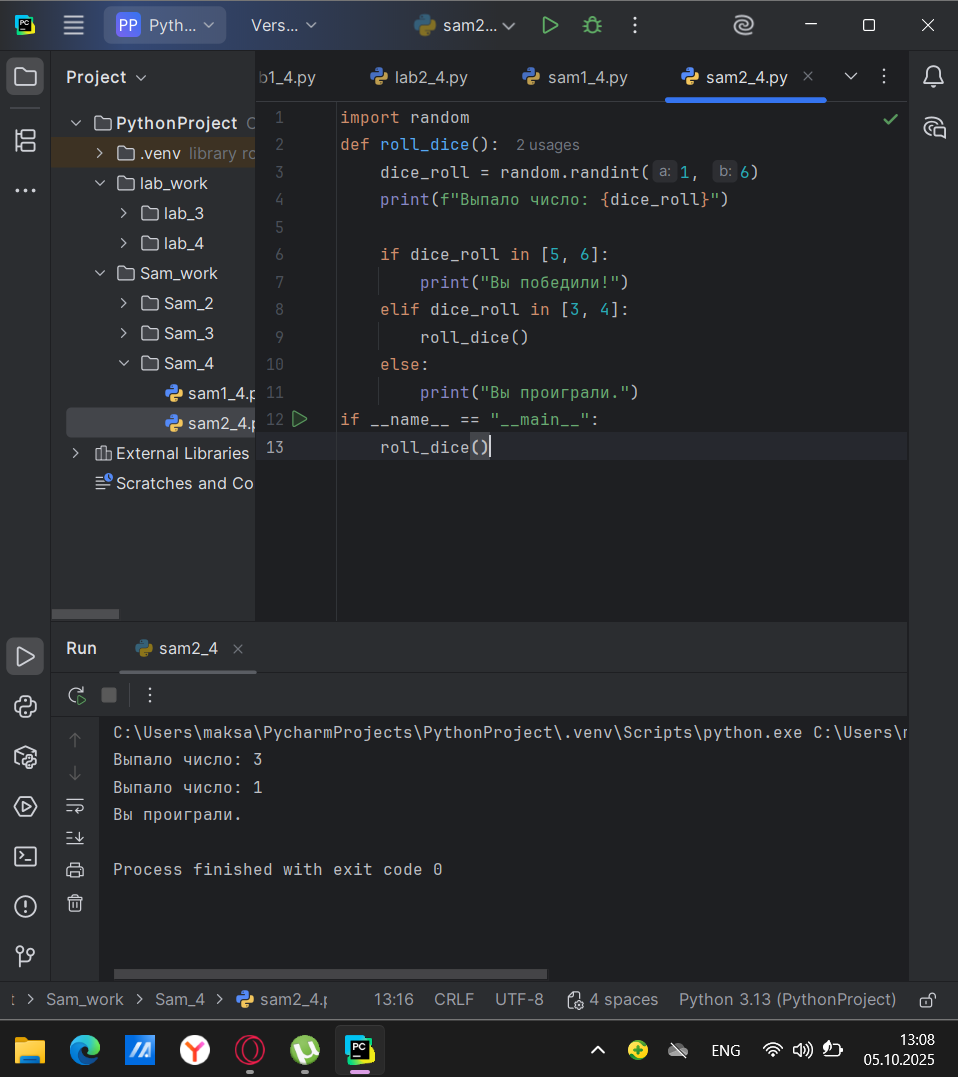 PP Pyth... Vers... sam2...
Project b1_4.py lab2_4.py sam1_4.py sam2_4.py
PythonProject
.venv library ro
lab_work
lab_3
lab_4
Sam_work
Sam_2
Sam_3
Sam_4
sam1_4.p
sam2_4.p
External Libraries
Scratches and Co
1 import random
2 def roll_dice(): 2 usages
3 dice_roll = random.randint( a: 1, b: 6)
4 print(f"Выпало число: {dice_roll}")
5
6 if dice_roll in [5, 6]:
7 print("Вы победили!")
8 elif dice_roll in [3, 4]:
9 roll_dice()
10 else:
11 print("Вы проиграли.")
12 if __name__ == "__main__":
13 roll_dice()
Run sam2_4
C:\Users\maksa\PycharmProjects\PythonProject\.venv\Scripts\python.exe C:\Users\
Выпало число: 3
Выпало число: 1
Вы проиграли.
Process finished with exit code 0
Sam_work Sam_4 sam2_4.p 13:16 CRLF UTF-8 4 spaces Python 3.13 (PythonProject)
PC ENG 13:08
05.10.2025